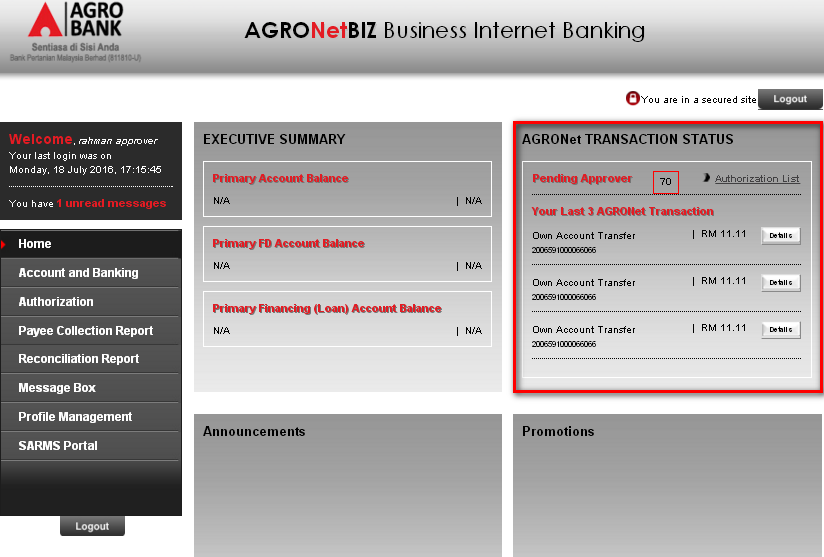 AGRO
BANK
Sentiasa di Sisi Anda
Bank Pertanian Malaysia Berhad (811810-U)
AGRONetBIZ Business Internet Banking
You are in a secured site
Logout
Welcome, rahman approver
Your last login was on
Monday, 18 July 2016, 17:15:45
You have 1 unread messages
Home
Account and Banking
Authorization
Payee Collection Report
Reconciliation Report
Message Box
Profile Management
SARMS Portal
Logout
EXECUTIVE SUMMARY
Primary Account Balance
N/A | N/A
Primary FD Account Balance
N/A | N/A
Primary Financing (Loan) Account Balance
N/A | N/A
AGRONet TRANSACTION STATUS
Pending Approver 70 Authorization List
Your Last 3 AGRONet Transaction
Own Account Transfer | RM 11.11 Details
2006591000066066
Own Account Transfer | RM 11.11 Details
2006591000066066
Own Account Transfer | RM 11.11 Details
2006591000066066
Announcements
Promotions